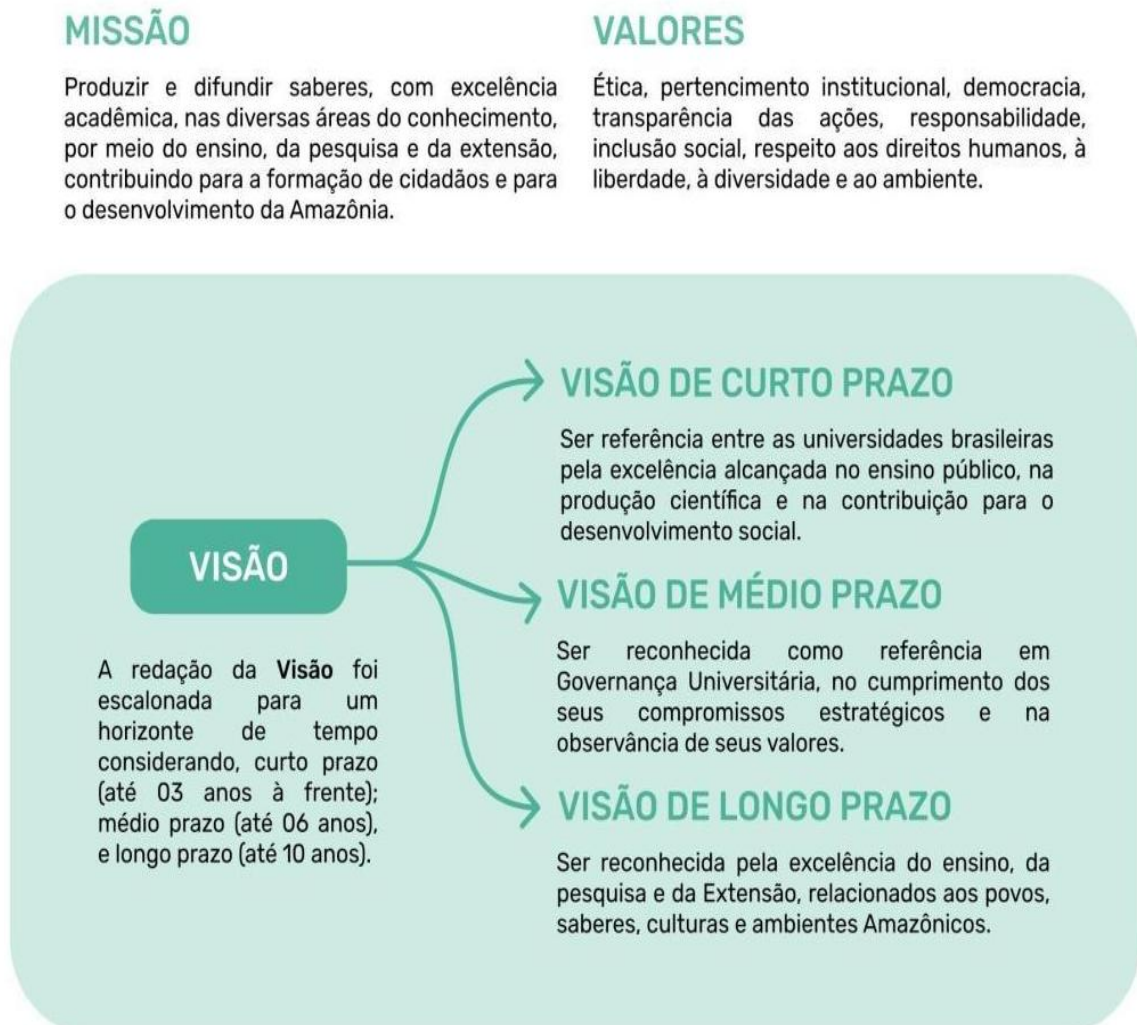 MISSÃO
Produzir e difundir saberes, com excelência
acadêmica, nas diversas áreas do conhecimento,
por meio do ensino, da pesquisa e da extensão,
contribuindo para a formação de cidadãos e para
o desenvolvimento da Amazônia.
VALORES
Ética, pertencimento institucional, democracia,
transparência das ações, responsabilidade,
inclusão social, respeito aos direitos humanos, à
liberdade, à diversidade e ao ambiente.
VISÃO
A redação da Visão foi
escalonada para um
horizonte de tempo
considerando, curto prazo
(até 03 anos à frente);
médio prazo (até 06 anos),
e longo prazo (até 10 anos).
VISÃO DE CURTO PRAZO
Ser referência entre as universidades brasileiras
pela excelência alcançada no ensino público, na
produção científica e na contribuição para o
desenvolvimento social.
VISÃO DE MÉDIO PRAZO
Ser reconhecida como referência em
Governança Universitária, no cumprimento dos
seus compromissos estratégicos e na
observância de seus valores.
VISÃO DE LONGO PRAZO
Ser reconhecida pela excelência do ensino, da
pesquisa e da Extensão, relacionados aos povos,
saberes, culturas e ambientes Amazônicos.